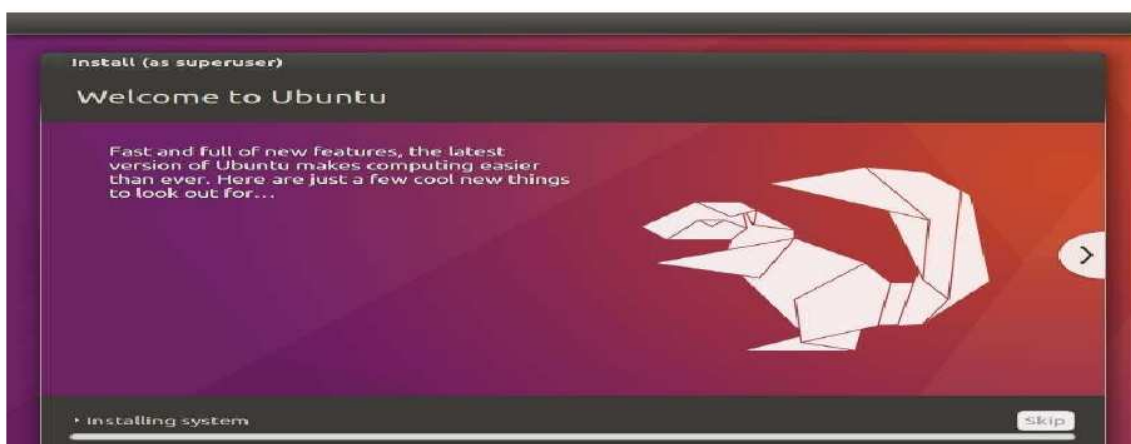 Install (as superuser)
Welcome to Ubuntu
Fast and full of new features, the latest
version of Ubuntu makes computing easier
than ever. Here are just a few cool new things
to look out for...
Installing system
Skip